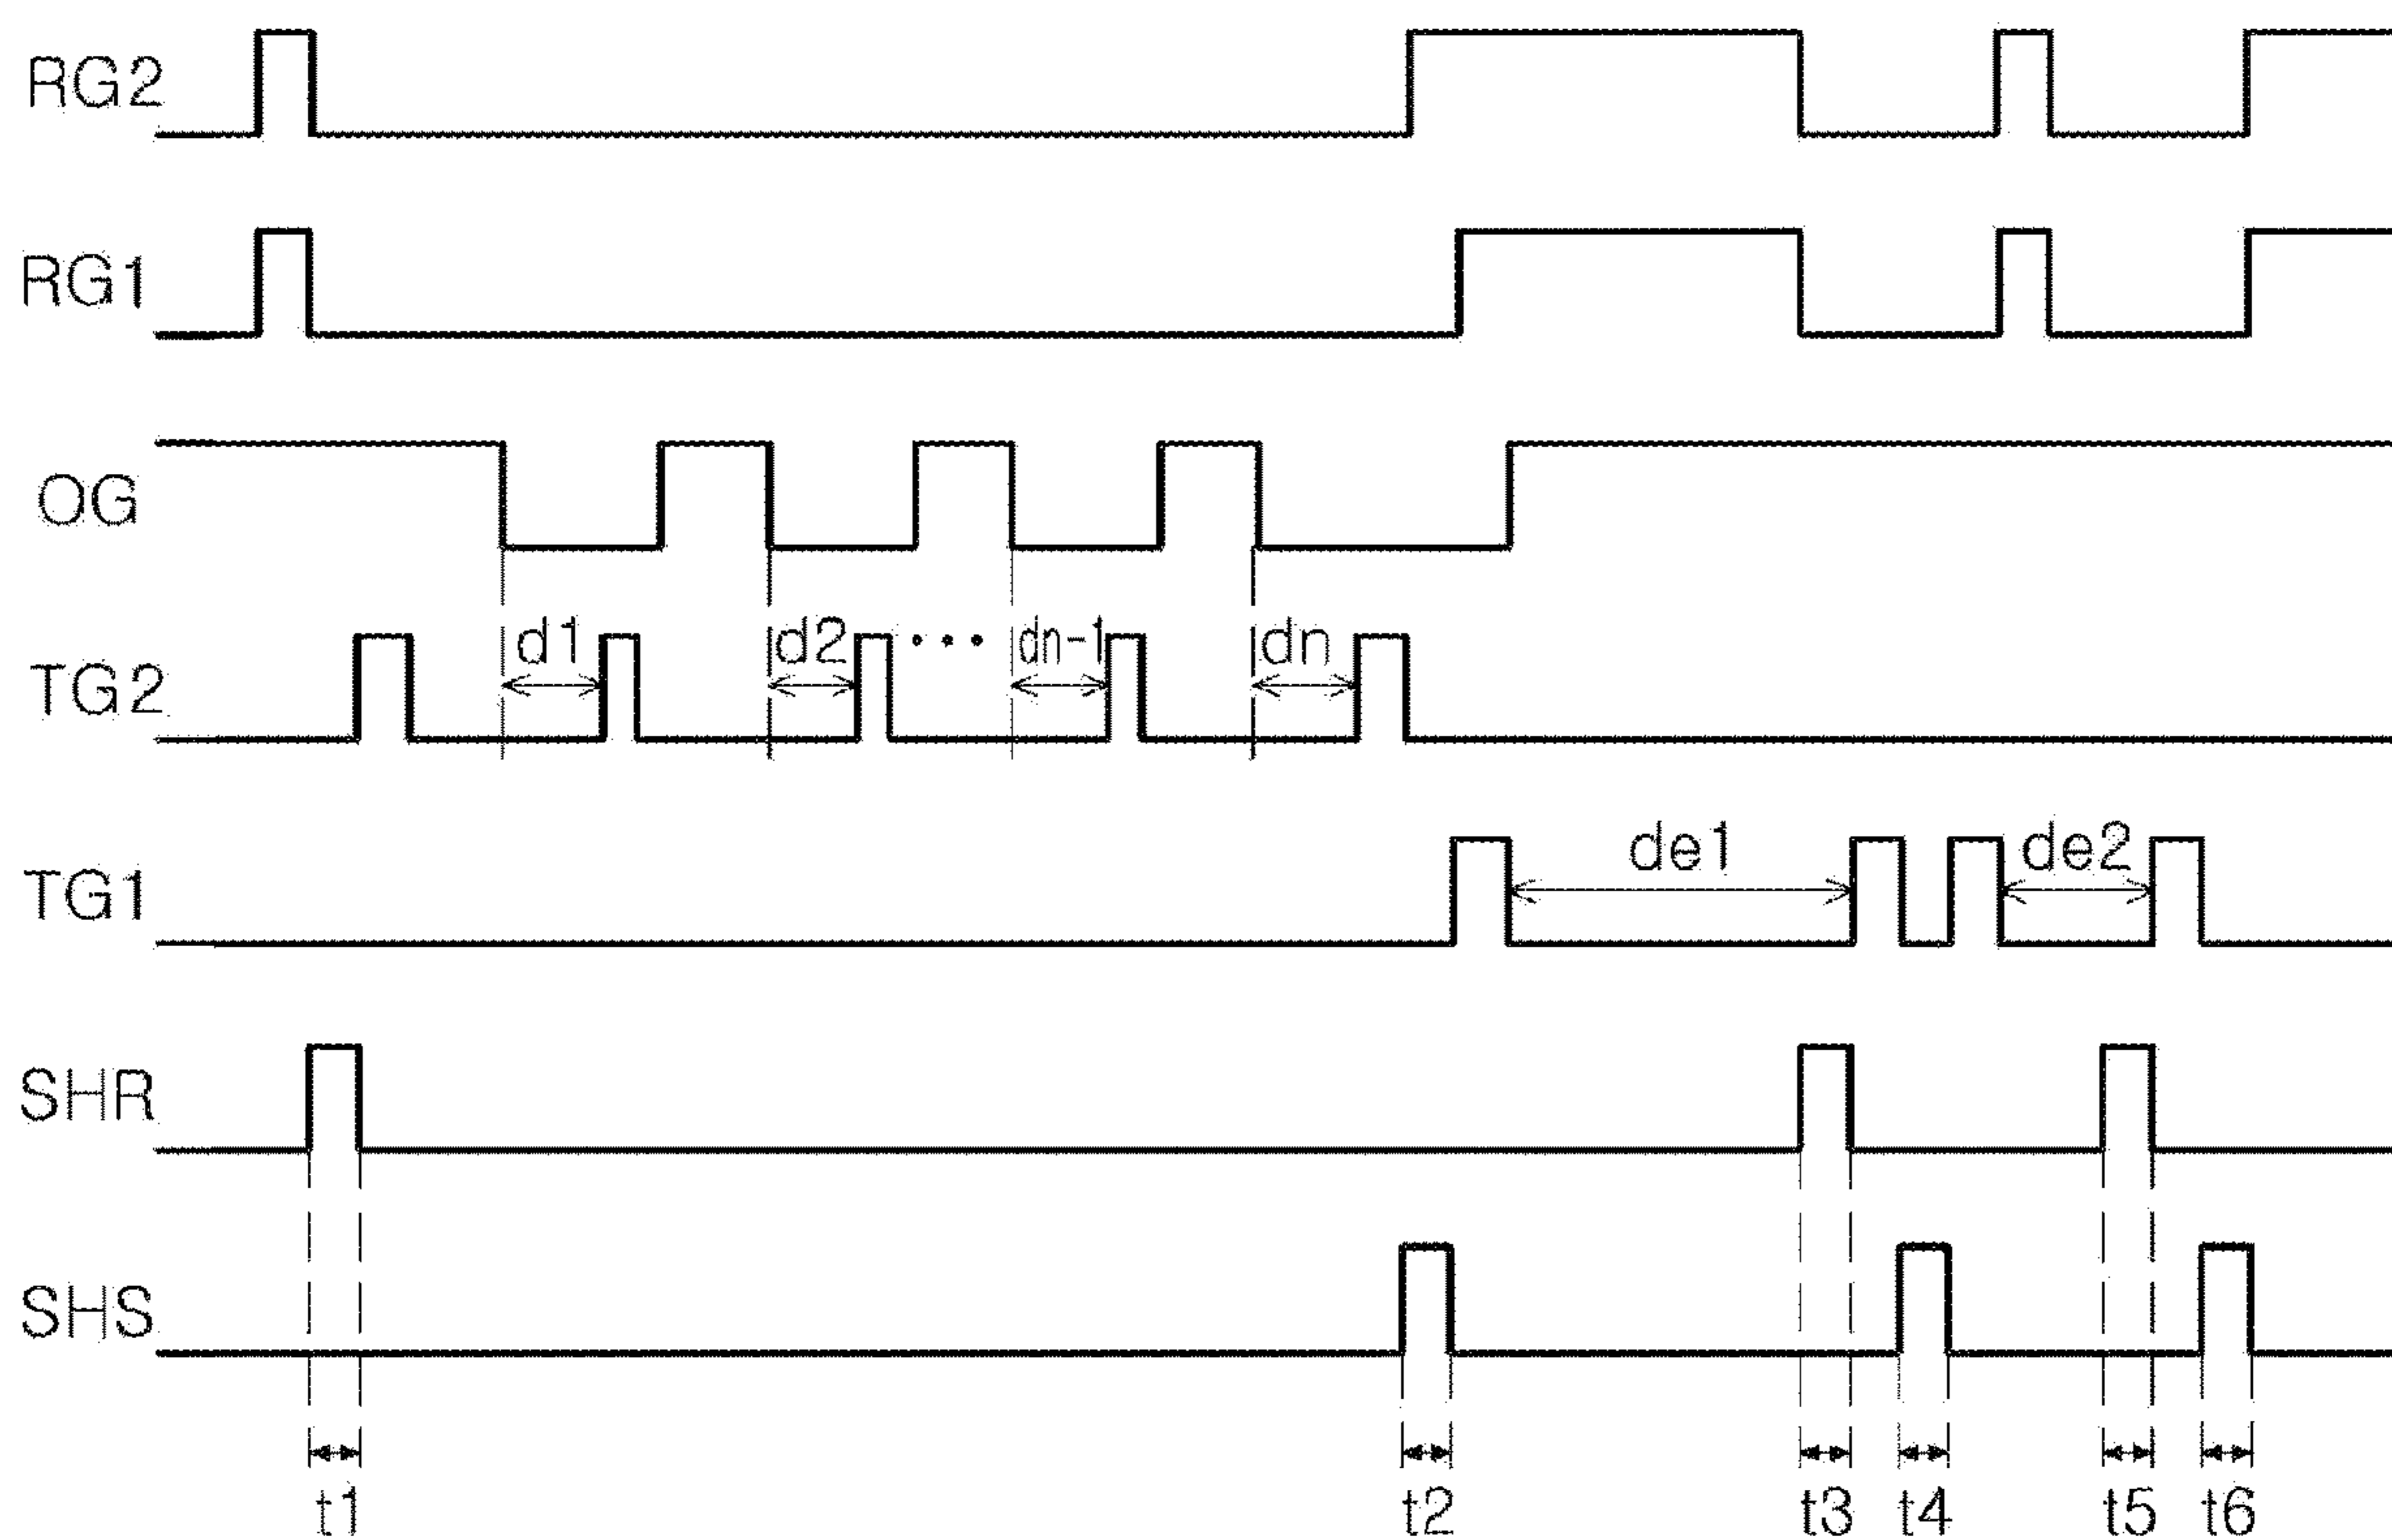 RG2
RG1
OG
d1 d2 ... dn-1 dn
TG2
de1 de2
TG1
SHR
SHS
t1 t2 t3 t4 t5 t6